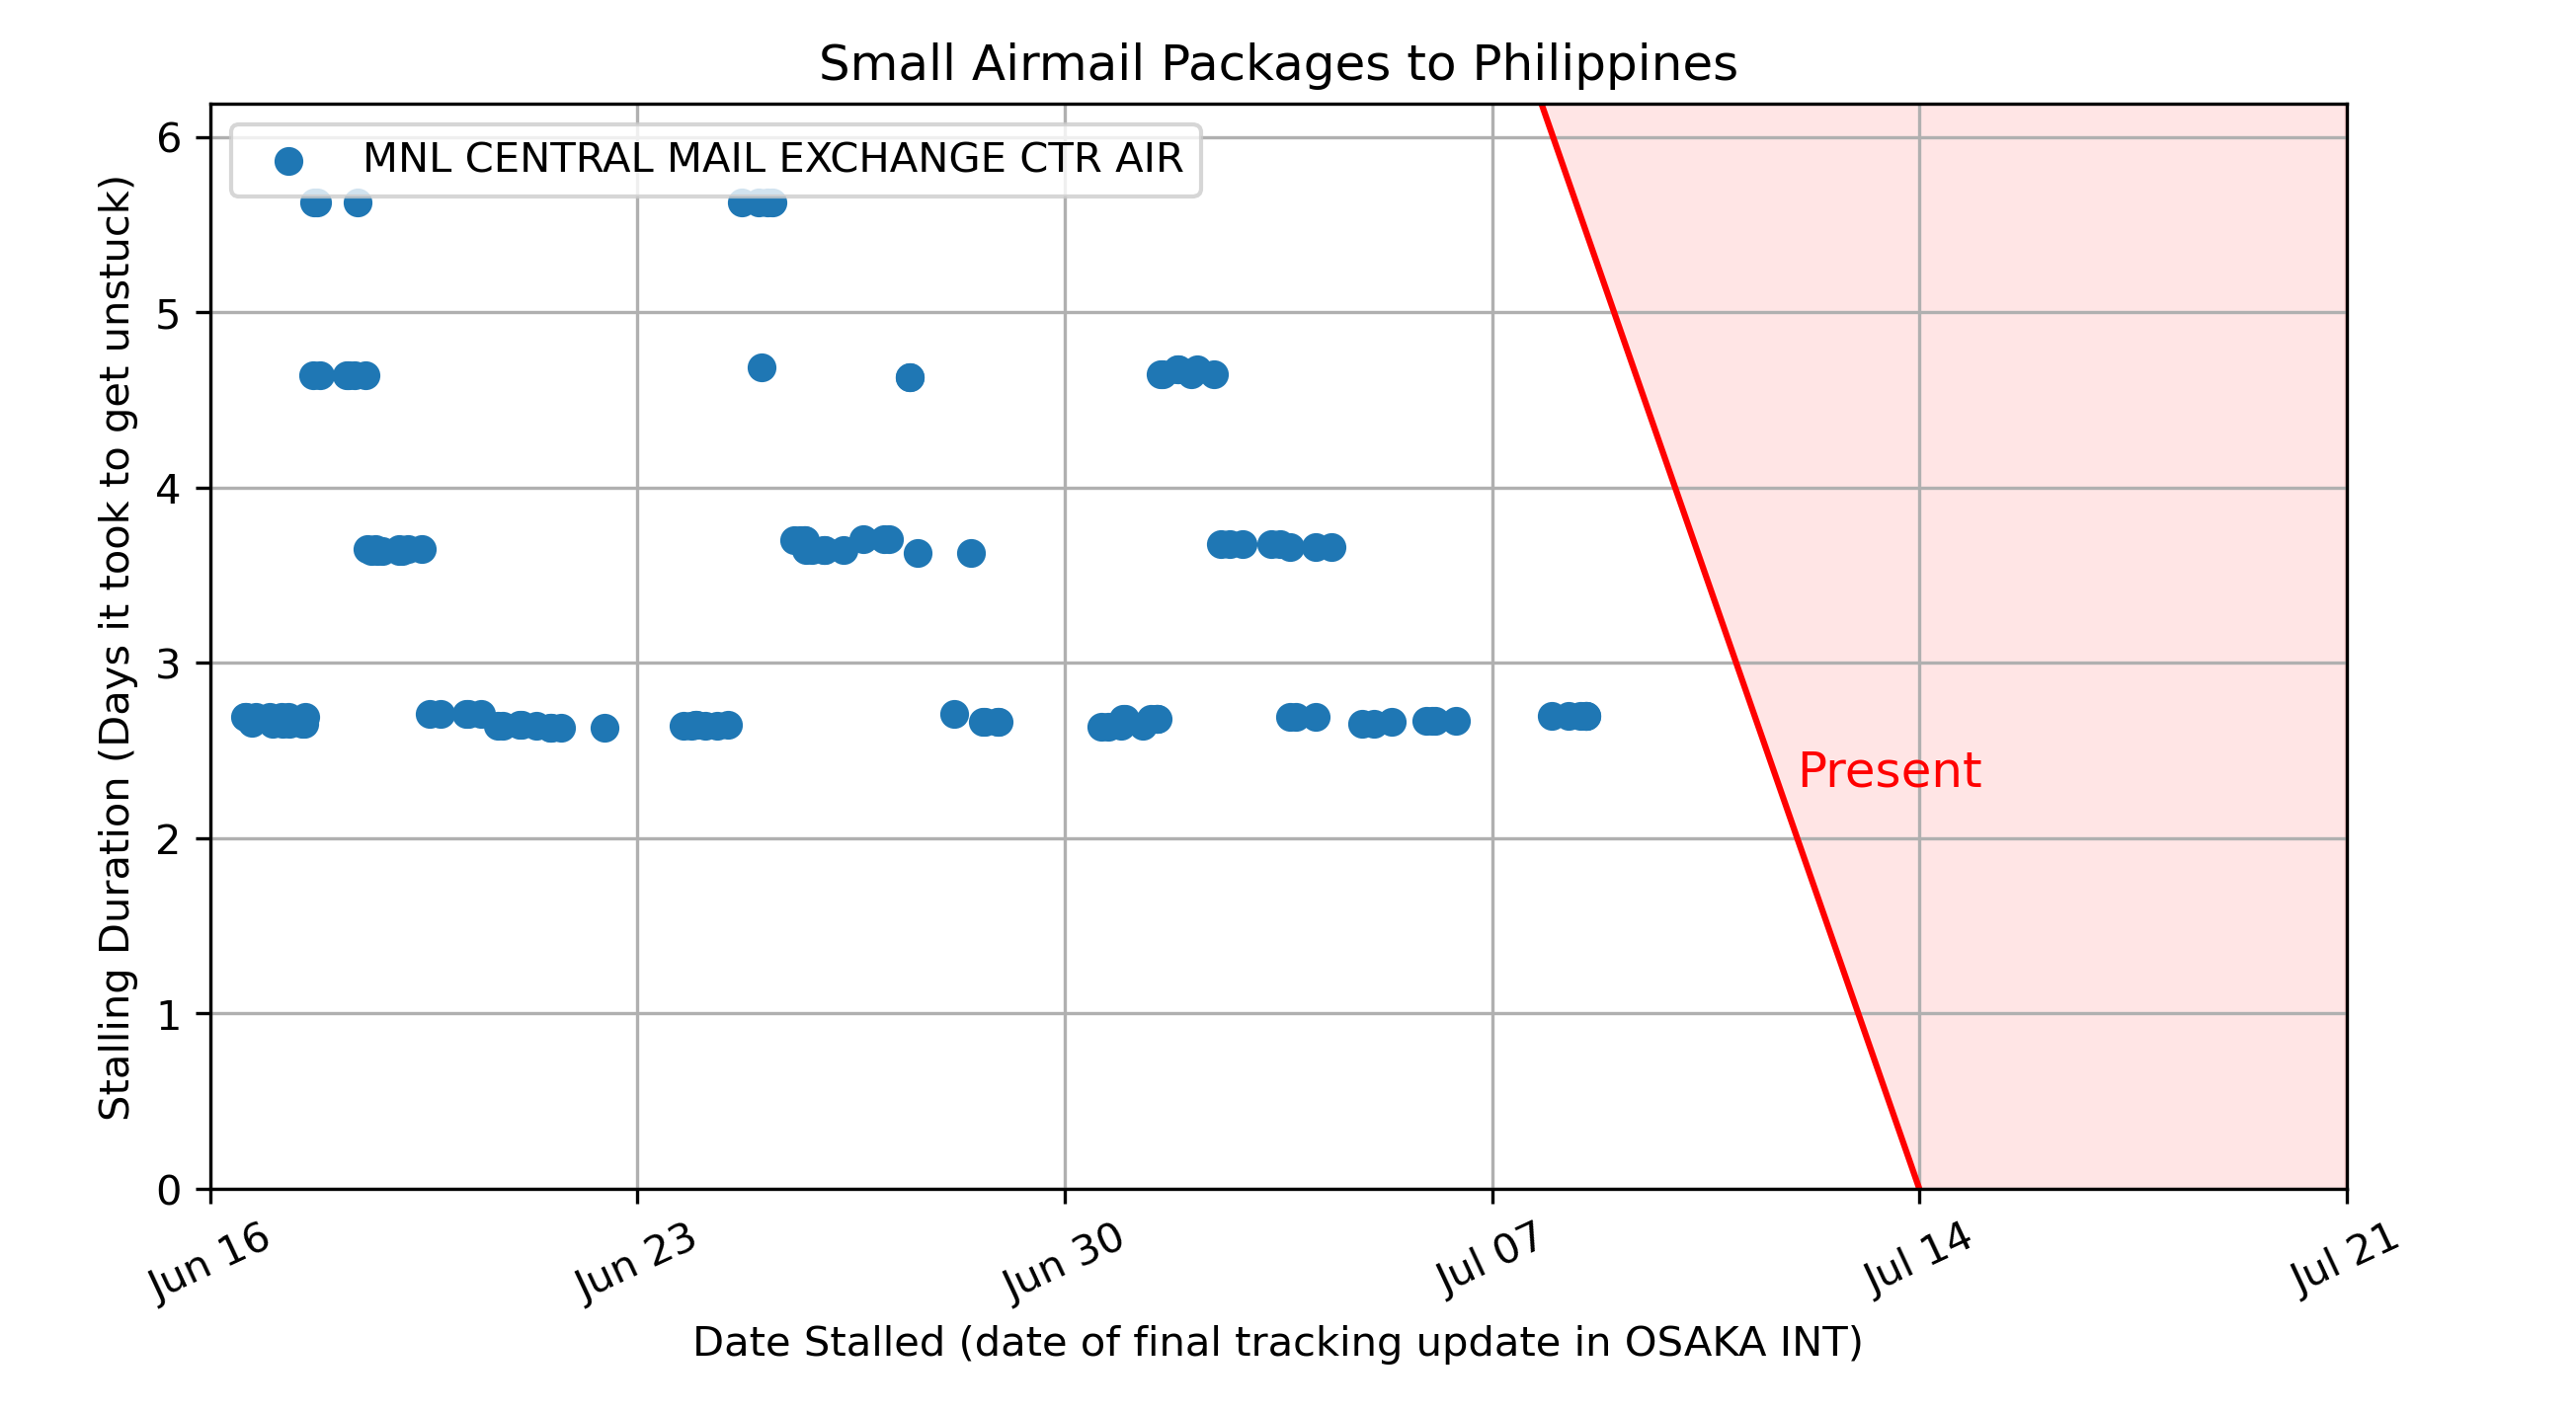 Small Airmail Packages to Philippines
MNL CENTRAL MAIL EXCHANGE CTR AIR
Stalling Duration (Days it took to get unstuck)
6
5
4
3
2
1
0
Present
Jun 16
Jun 23
Jun 30
Jul 07
Jul 14
Jul 21
Date Stalled (date of final tracking update in OSAKA INT)